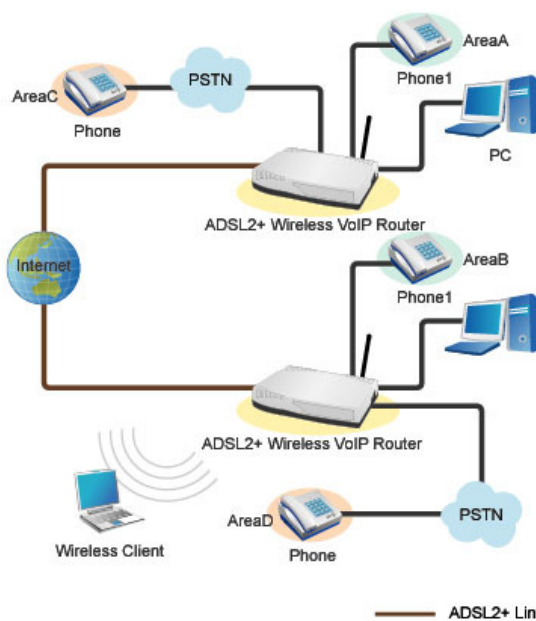 AreaA
PSTN
AreaC
Phone1
Phone
PC
ADSL2+ Wireless VoIP Router
Internet
AreaB
Phone1
ADSL2+ Wireless VoIP Router
AreaD
PSTN
Wireless Client
Phone
ADSL2+ Lin